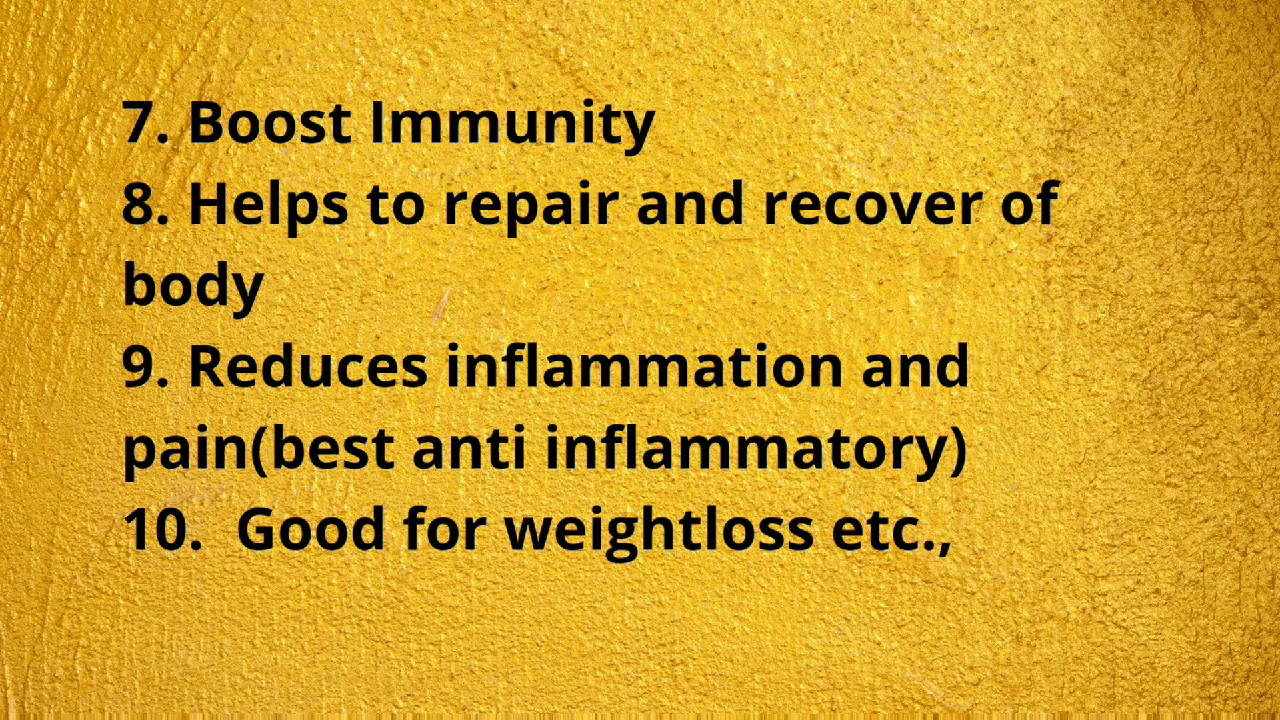 7. Boost Immunity
8. Helps to repair and recover of
body
9. Reduces inflammation and
pain(best anti inflammatory)
10.  Good for weightloss etc.,